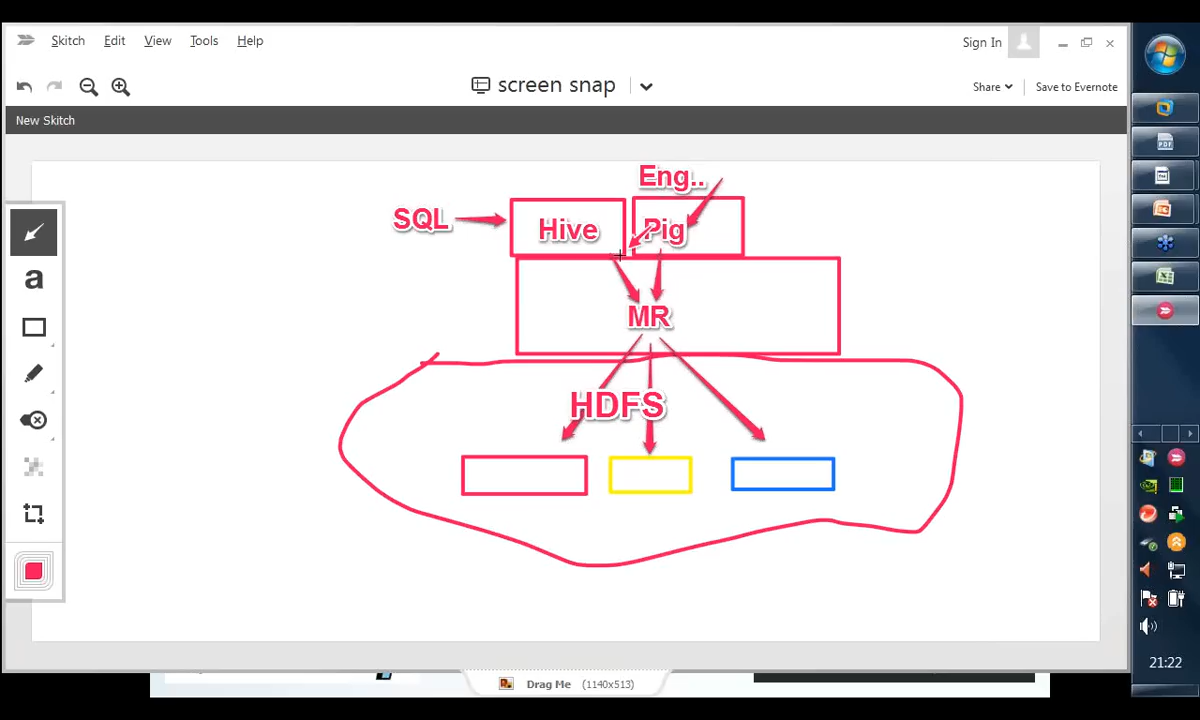 Skitch Edit View Tools Help
Sign In
screen snap
Share
Save to Evernote
New Skitch
Eng..
SQL
Hive
Pig
MR
HDFS
a
PDF
21:22
Drag Me (1140x513)